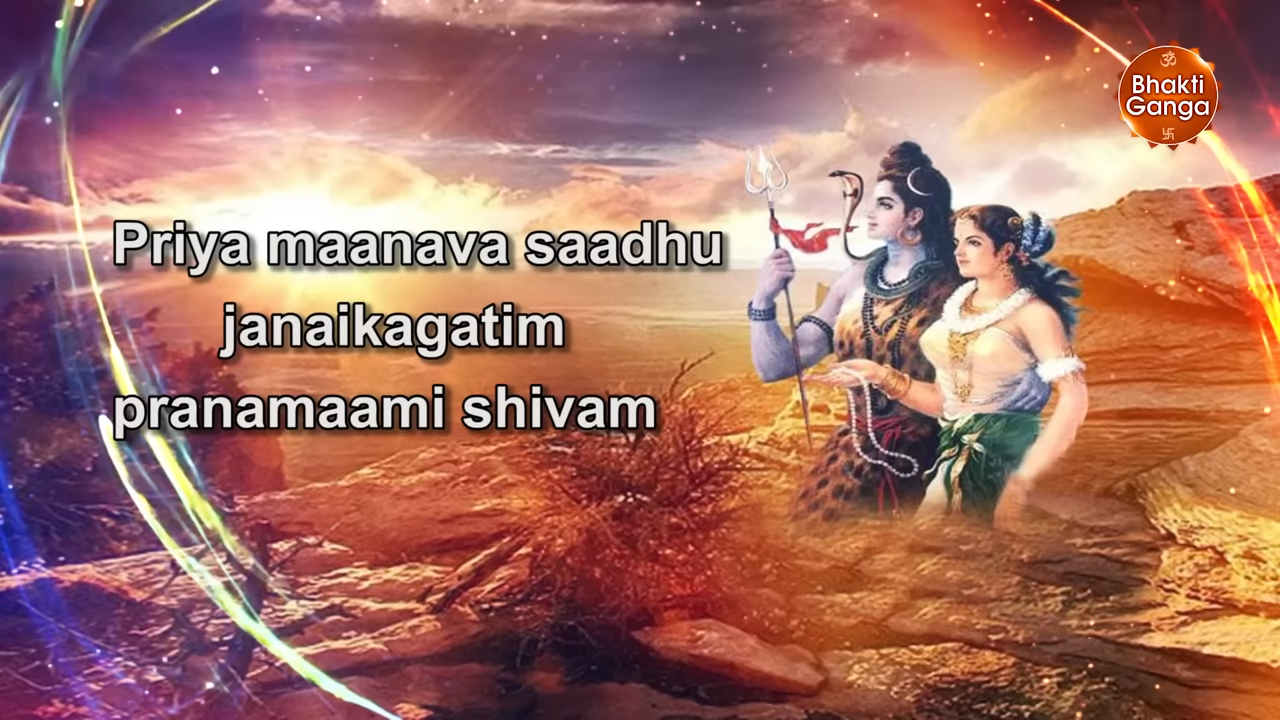 ॐ
Bhakti
Ganga
Priya maanava saadhu
janaikagatim
pranamaami shivam